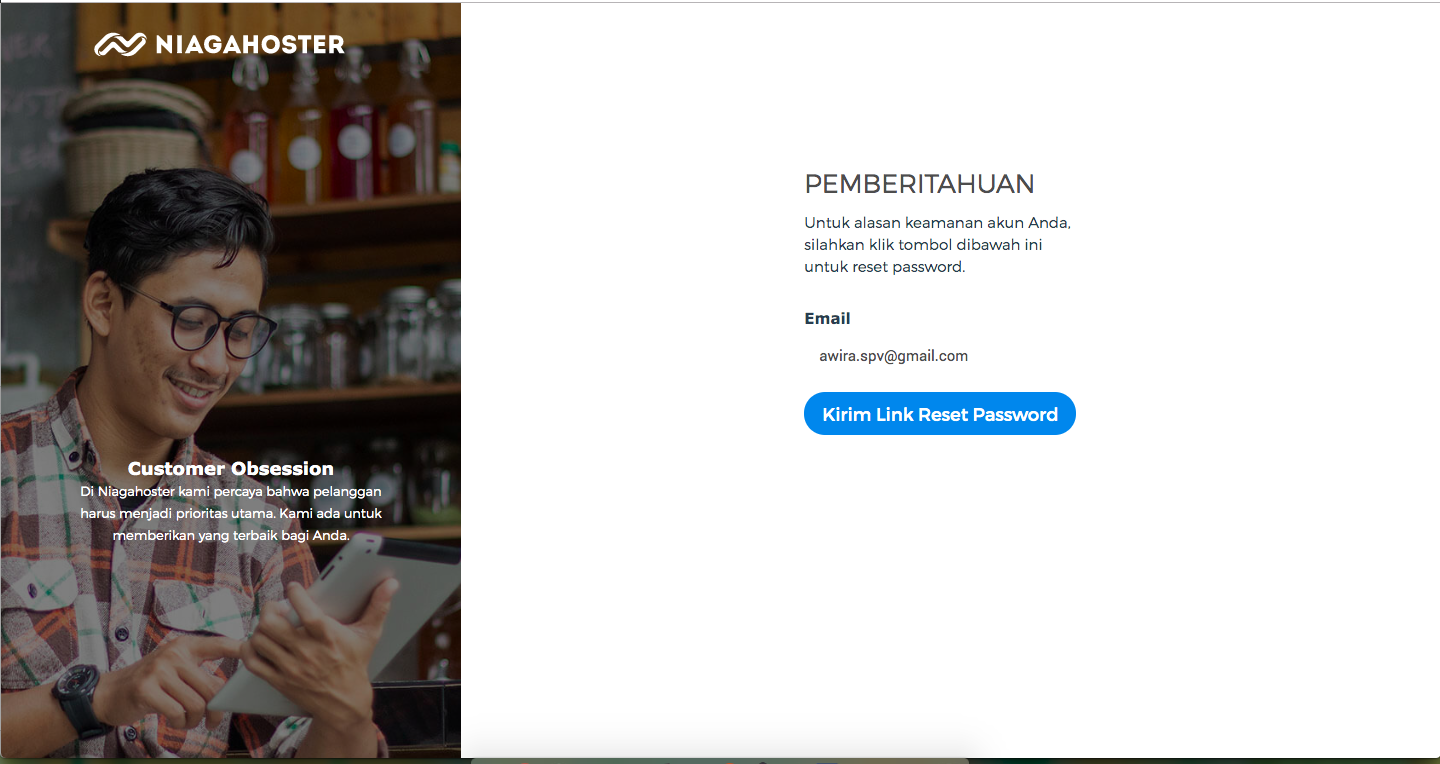 NIAGAHOSTER
Customer Obsession
Di Niagahoster kami percaya bahwa pelanggan
harus menjadi prioritas utama. Kami ada untuk
memberikan yang terbaik bagi Anda.
PEMBERITAHUAN
Untuk alasan keamanan akun Anda,
silahkan klik tombol dibawah ini
untuk reset password.
Email
awira.spv@gmail.com
Kirim Link Reset Password